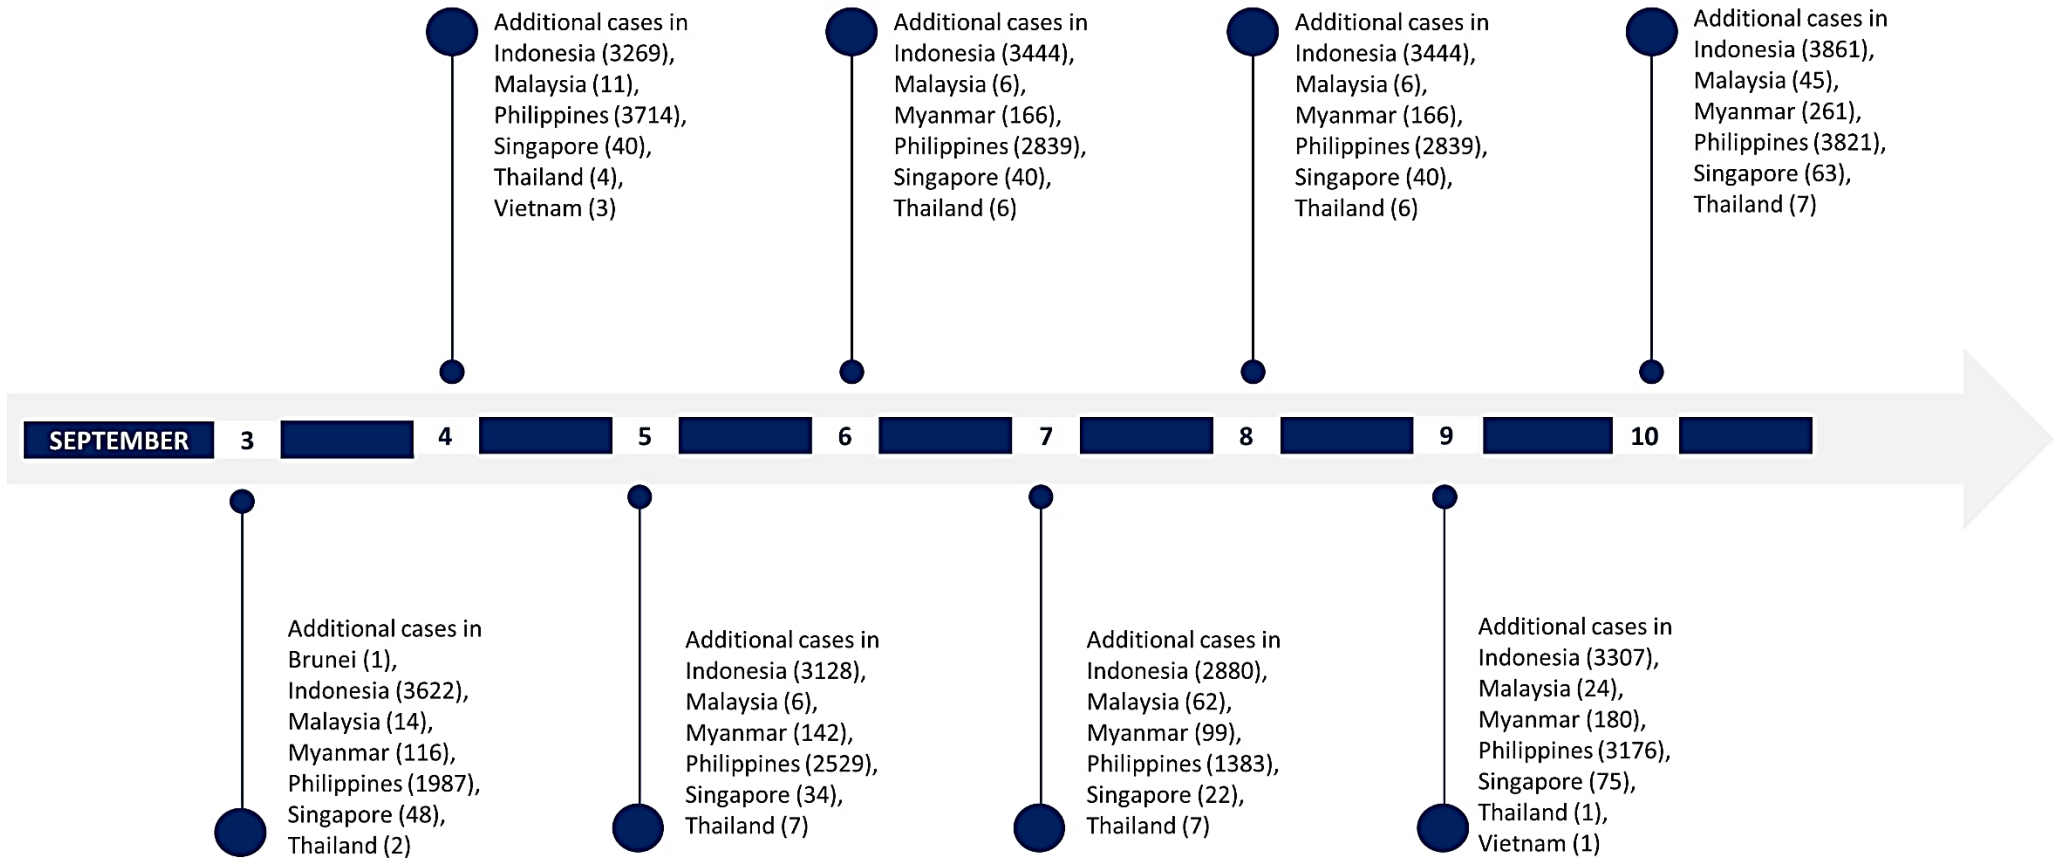 Additional cases in
Indonesia (3269),
Malaysia (11),
Philippines (3714),
Singapore (40),
Thailand (4),
Vietnam (3)
Additional cases in
Indonesia (3444),
Malaysia (6),
Myanmar (166),
Philippines (2839),
Singapore (40),
Thailand (6)
Additional cases in
Indonesia (3444),
Malaysia (6),
Myanmar (166),
Philippines (2839),
Singapore (40),
Thailand (6)
Additional cases in
Indonesia (3861),
Malaysia (45),
Myanmar (261),
Philippines (3821),
Singapore (63),
Thailand (7)
SEPTEMBER 3 4 5 6 7 8 9 10
Additional cases in
Brunei (1),
Indonesia (3622),
Malaysia (14),
Myanmar (116),
Philippines (1987),
Singapore (48),
Thailand (2)
Additional cases in
Indonesia (3128),
Malaysia (6),
Myanmar (142),
Philippines (2529),
Singapore (34),
Thailand (7)
Additional cases in
Indonesia (2880),
Malaysia (62),
Myanmar (99),
Philippines (1383),
Singapore (22),
Thailand (7)
Additional cases in
Indonesia (3307),
Malaysia (24),
Myanmar (180),
Philippines (3176),
Singapore (75),
Thailand (1),
Vietnam (1)